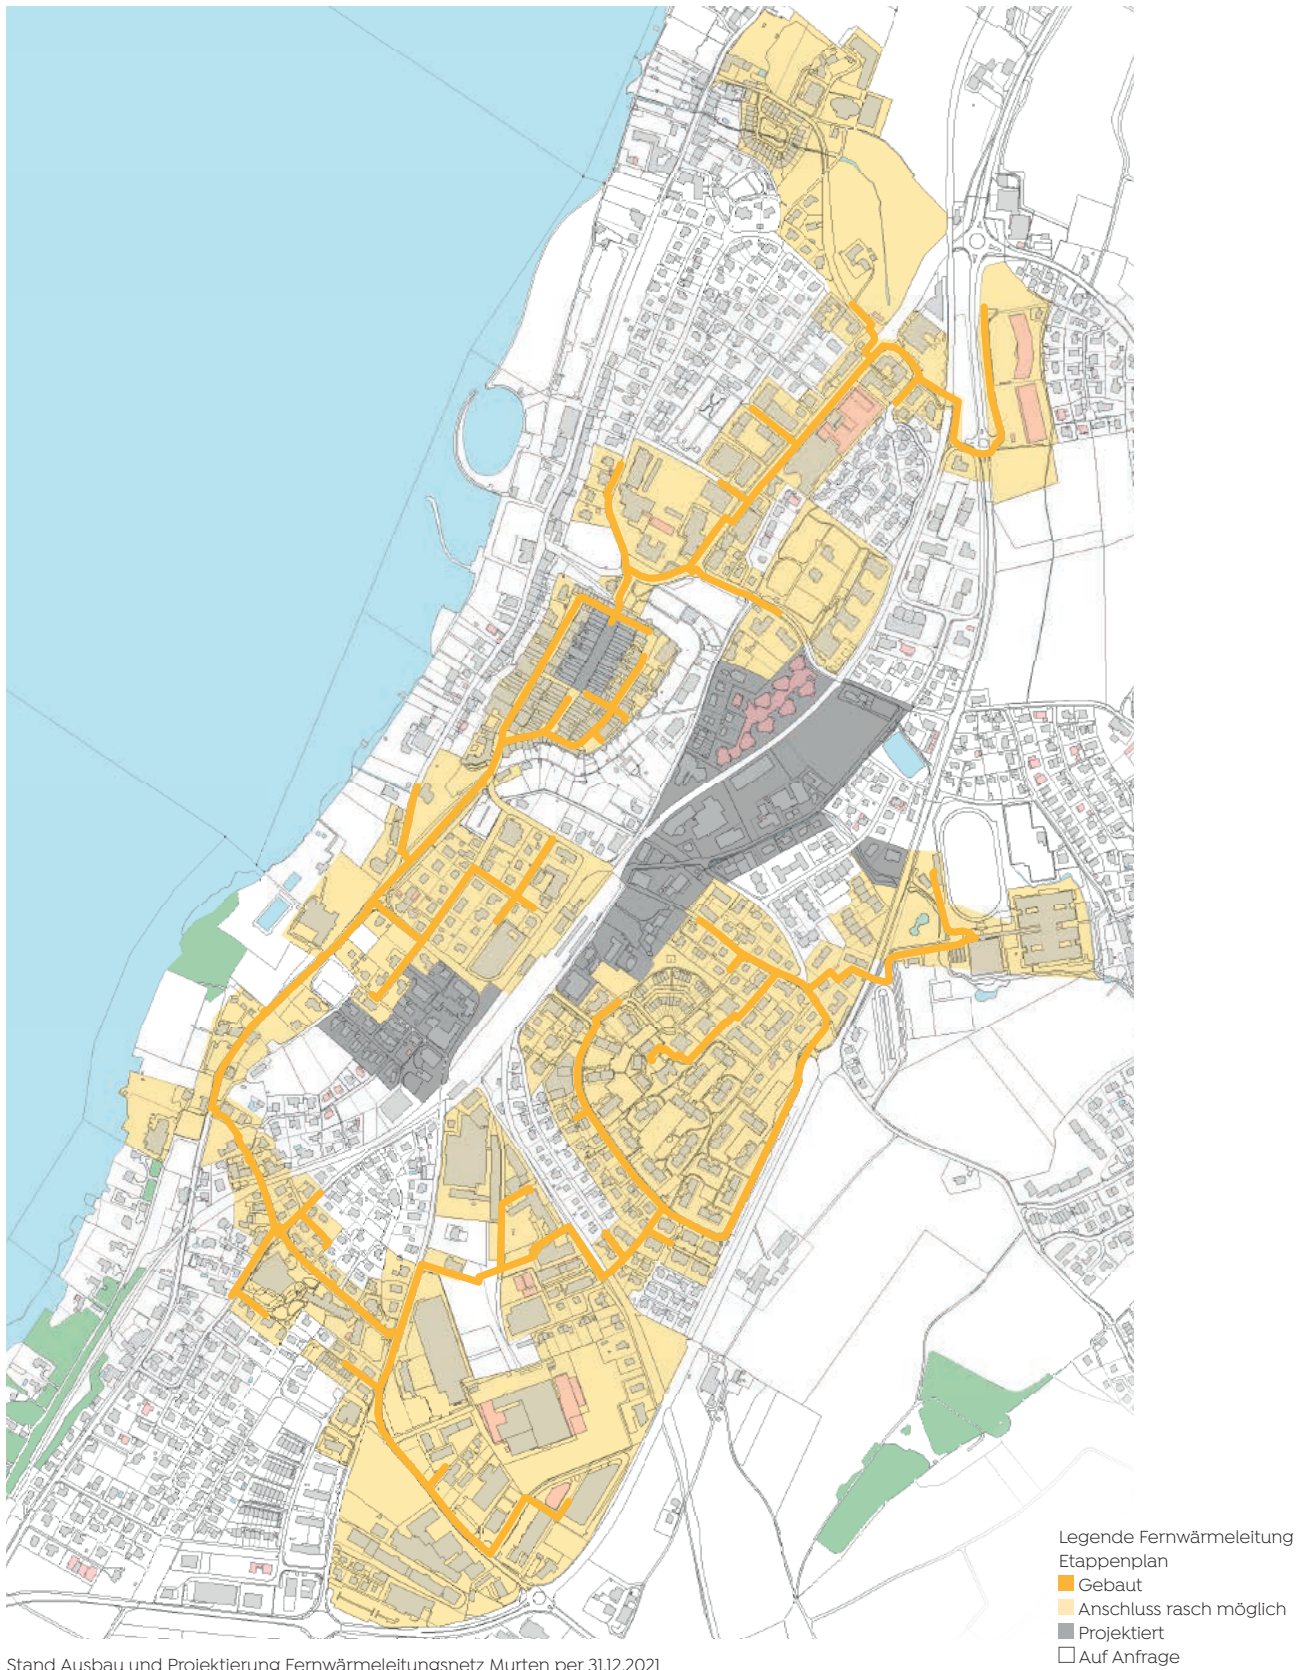 Legende Fernwärmeleitung
Etappenplan
Gebaut
Anschluss rasch möglich
Projektiert
Auf Anfrage
Stand Ausbau und Projektierung Fernwärmeleitungsnetz Murten per 31.12.2021